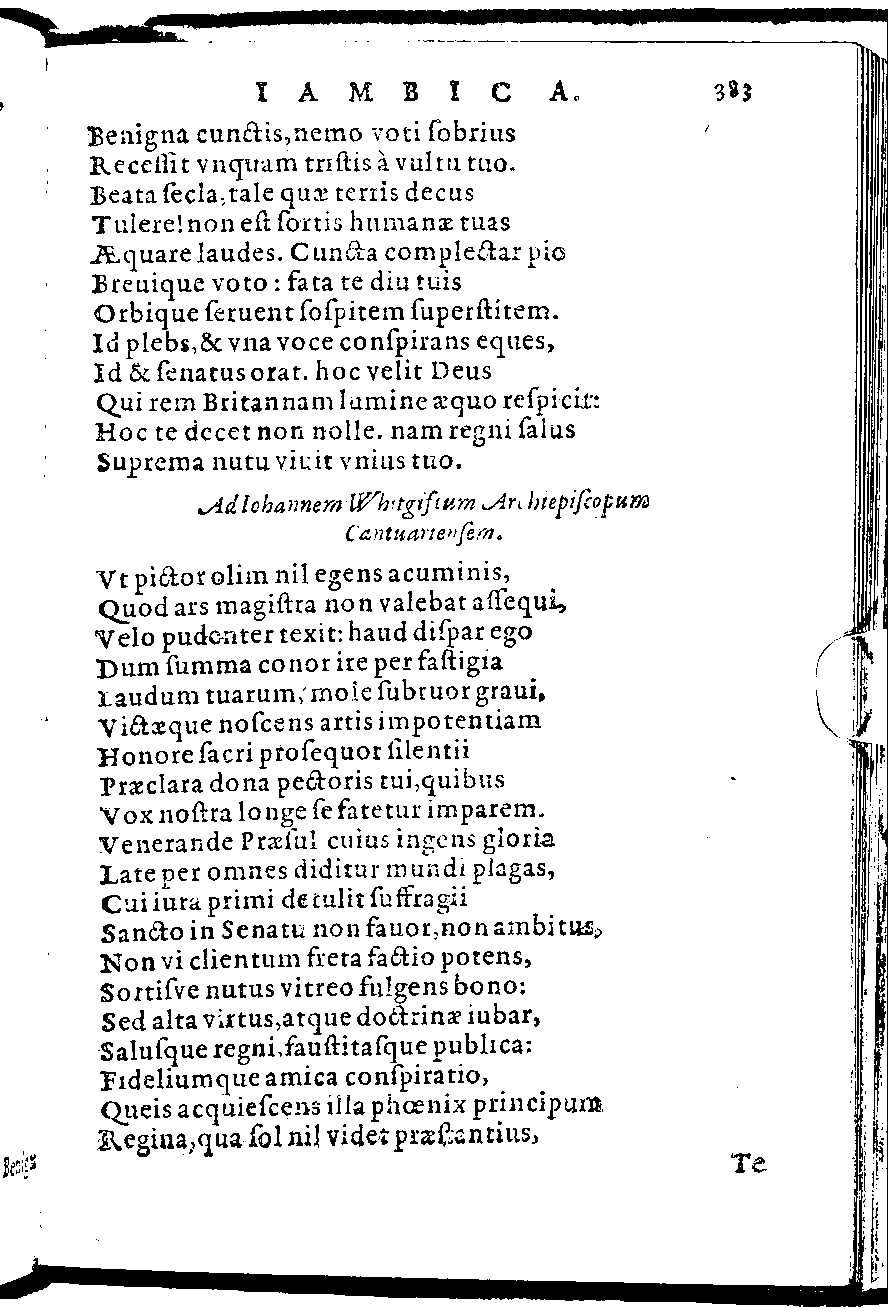 IAMBICA. 383
Benigna cunctis, nemo voti ſobrius
Receſſit vnquam triſtis à vultu tuo.
Beata ſecla, tale quæ terris decus
Tulere! non eſt ſortis humanæ tuas
Æquare laudes. Cuncta complectar pio
Breuique voto: fata te diu tuis
Orbique ſeruent ſoſpitem ſuperſtitem.
Id plebs, & vna voce conſpirans eques,
Id & ſenatus orat. hoc velit Deus
Qui rem Britannam lumine æquo reſpicit:
Hoc te decet non nolle. nam regni ſalus
Suprema nutu viuit vnius tuo.
Ad Iohannem Whitgiftum Archiepiſcopum
Cantuarienſem.
Vt pictor olim nil egens acuminis,
Quod ars magiſtra non valebat aſſequi,
Velo pudenter texit: haud diſpar ego
Dum ſumma conor ire per faſtigia
Laudum tuarum, mole ſubruor graui,
Victæque noſcens artis impotentiam
Honore ſacri proſequor ſilentii
Præclara dona pectoris tui, quibus
Vox noſtra longe ſe fatetur imparem.
Venerande Præſul cuius ingens gloria
Late per omnes diditur mundi plagas,
Cui iura primi detulit ſuffragii
Sancto in Senatu non fauor, non ambitus,
Non vi clientum freta factio potens,
Sortiſve nutus vitreo fulgens bono:
Sed alta virtus, atque doctrinæ iubar,
Saluſque regni, fauſtitaſque publica:
Fideliumque amica conſpiratio,
Queis acquieſcens illa phœnix principum
Regina, qua ſol nil videt præſtantius,
Te